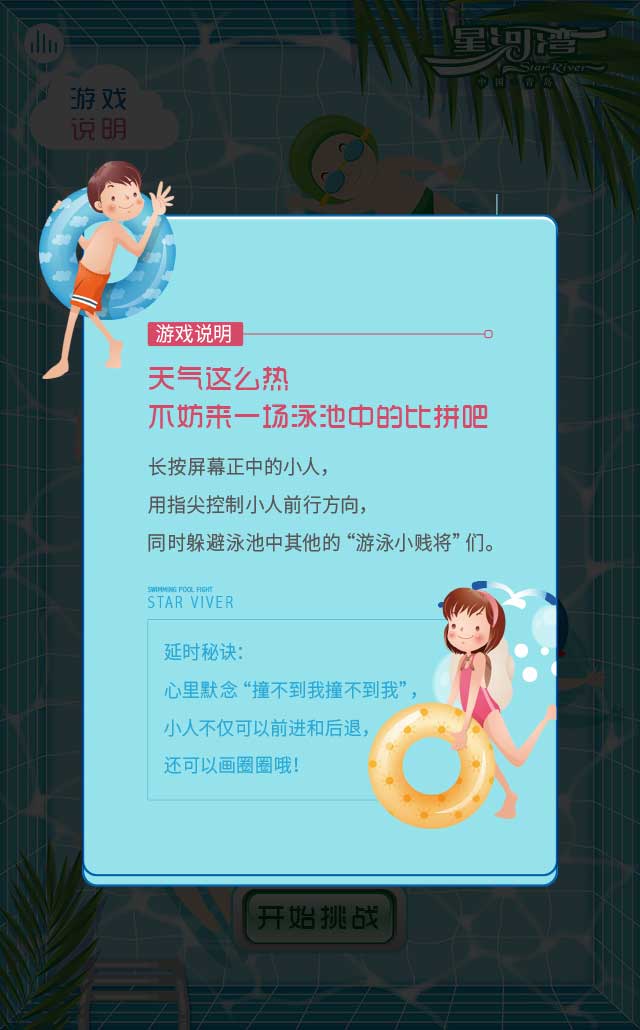 星河湾
Star River
中国 青岛
游戏
说明
游戏说明
天气这么热
不妨来一场泳池中的比拼吧
长按屏幕正中的小人，
用指尖控制小人前行方向，
同时躲避泳池中其他的“游泳小贱将”们。
SWIMMING POOL FIGHT
STAR VIVER
延时秘诀：
心里默念“撞不到我撞不到我”，
小人不仅可以前进和后退，
还可以画圈圈哦！
开始挑战